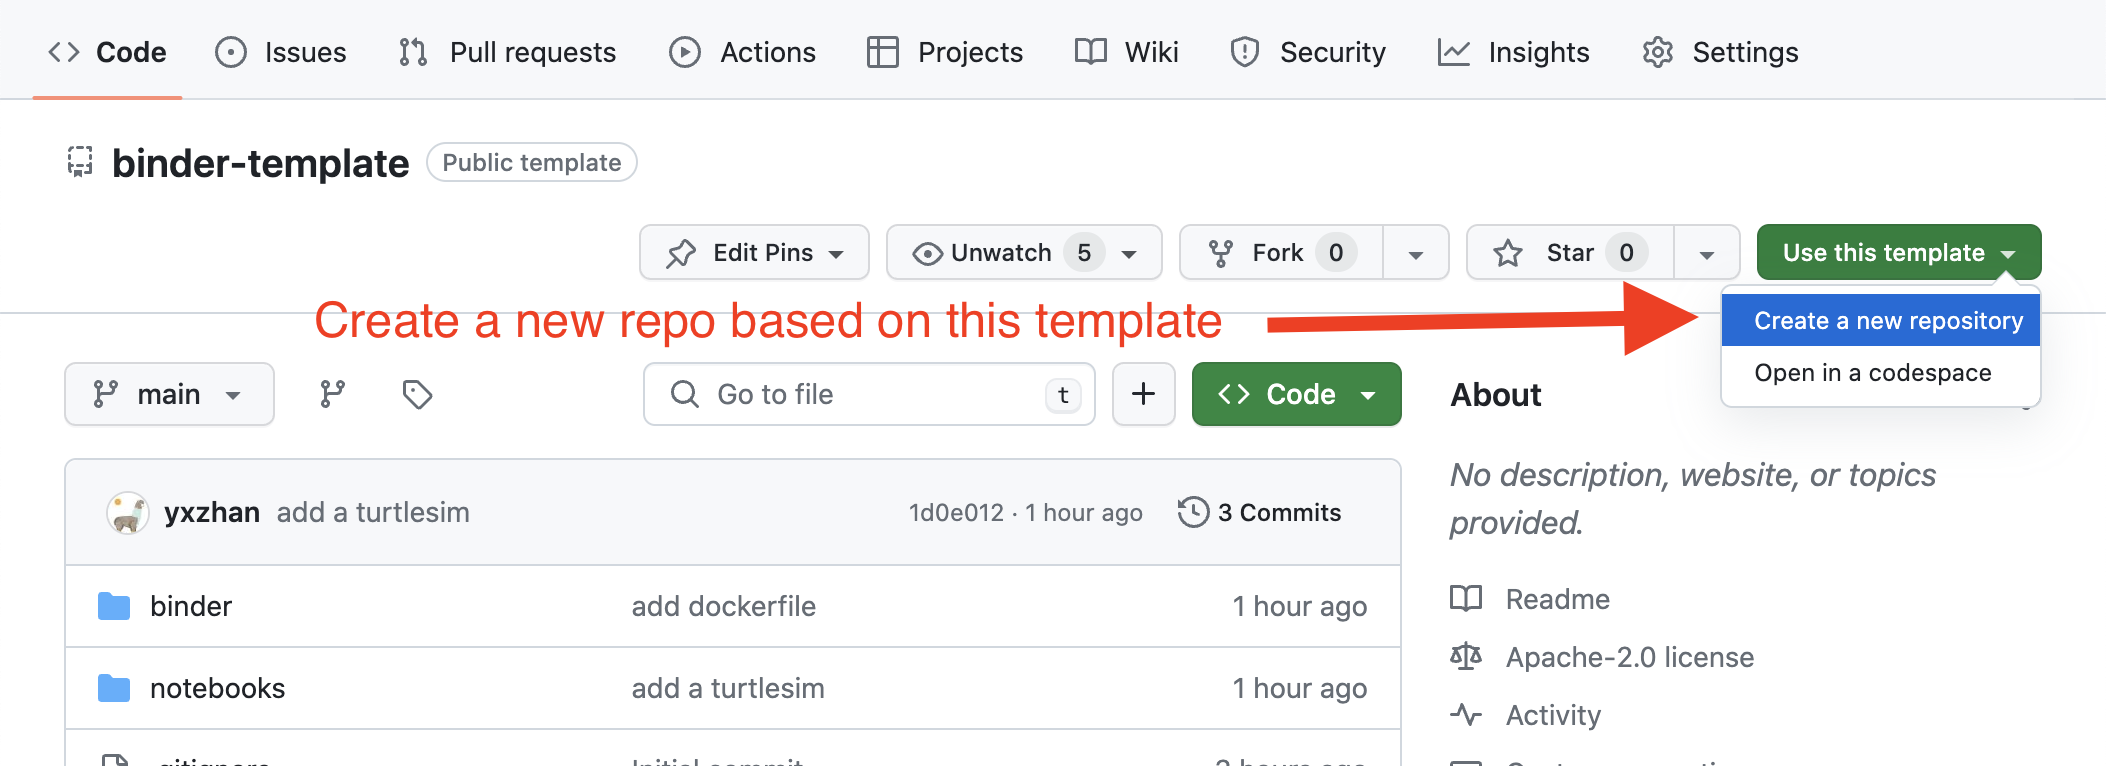 Code Issues Pull requests Actions Projects Wiki Security Insights Settings
binder-template Public template
Edit Pins Unwatch 5 Fork 0 Star 0 Use this template
Create a new repo based on this template
Create a new repository
Open in a codespace
main Go to file t + Code
About
No description, website, or topics
provided.
yxzhan add a turtlesim 1d0e012 · 1 hour ago 3 Commits
binder add dockerfile 1 hour ago
notebooks add a turtlesim 1 hour ago
.gitignore Initial commit
Readme
Apache-2.0 license
Activity